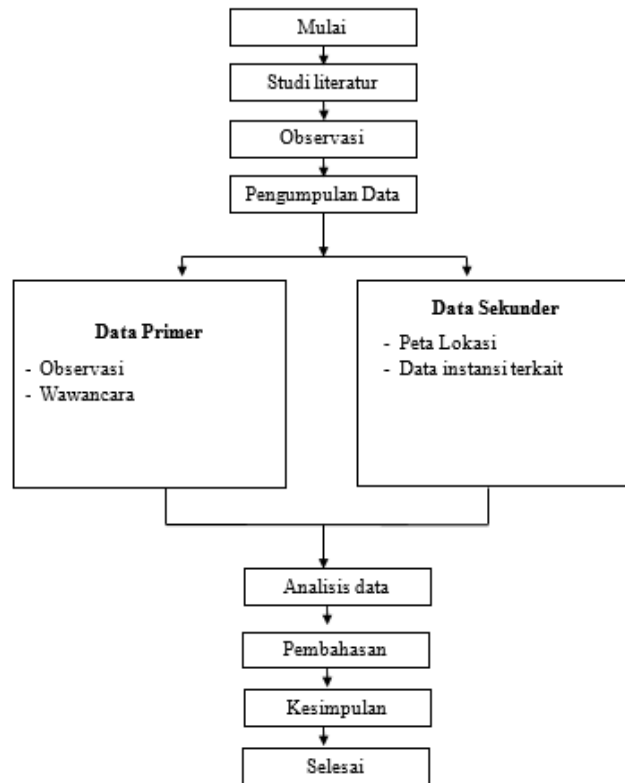 Mulai
Studi literatur
Observasi
Pengumpulan Data
Data Primer
- Observasi
- Wawancara
Data Sekunder
- Peta Lokasi
- Data instansi terkait
Analisis data
Pembahasan
Kesimpulan
Selesai